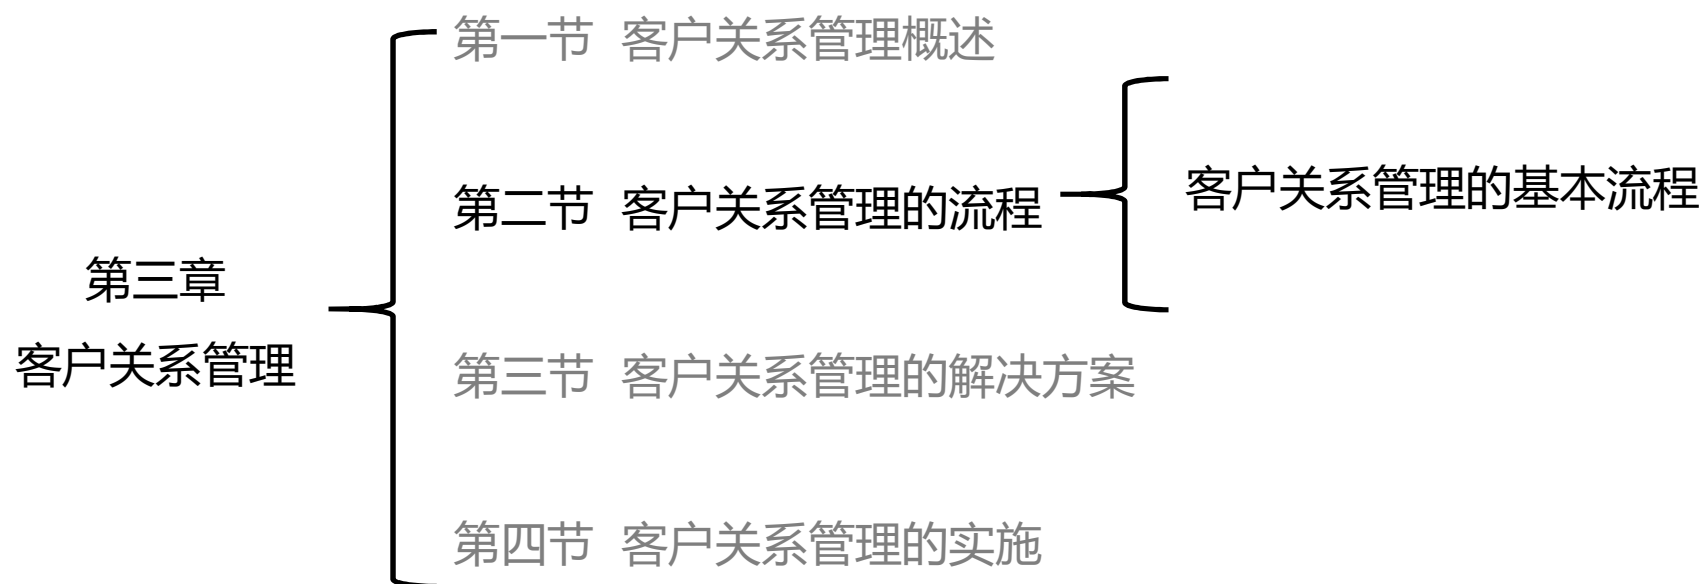 第三章
客户关系管理
第一节 客户关系管理概述
第二节 客户关系管理的流程
客户关系管理的基本流程
第三节 客户关系管理的解决方案
第四节 客户关系管理的实施